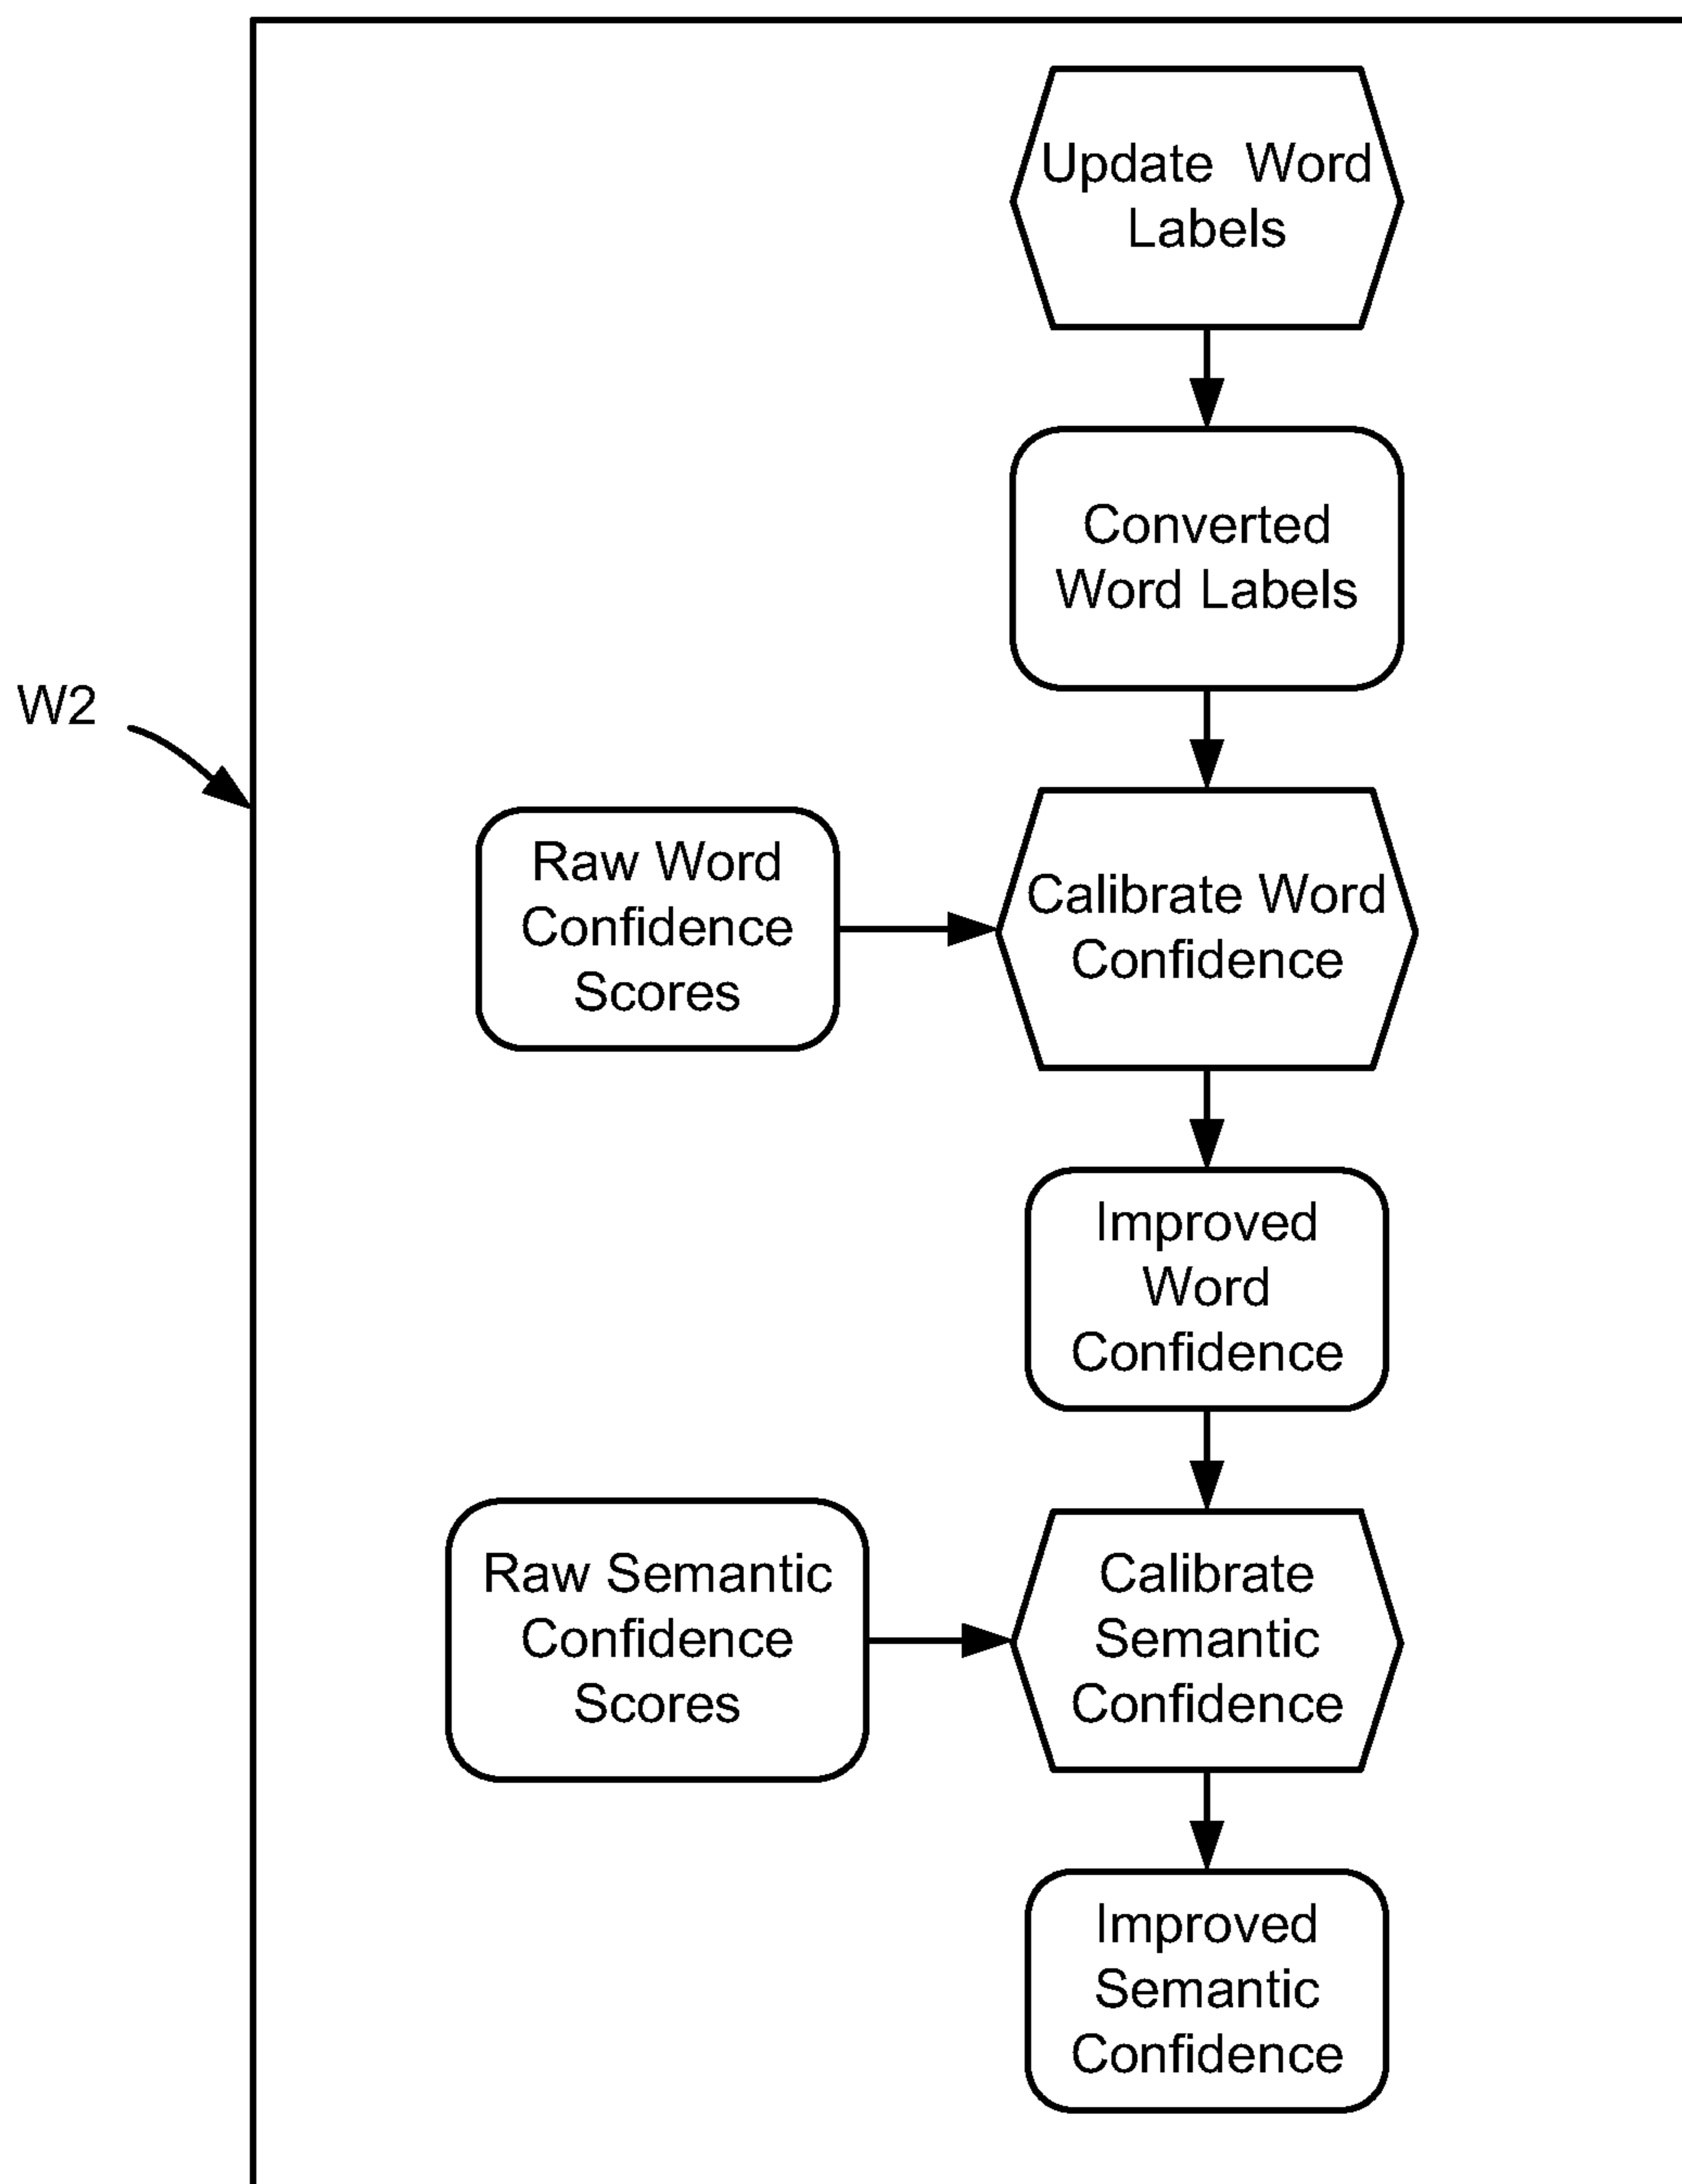 Update Word
Labels
Converted
Word Labels
W2
Raw Word
Confidence
Scores
Calibrate Word
Confidence
Improved
Word
Confidence
Raw Semantic
Confidence
Scores
Calibrate
Semantic
Confidence
Improved
Semantic
Confidence